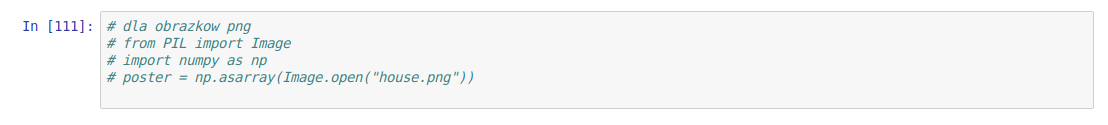 In [111]: # dla obrazkow png
# from PIL import Image
# import numpy as np
# poster = np.asarray(Image.open("house.png"))